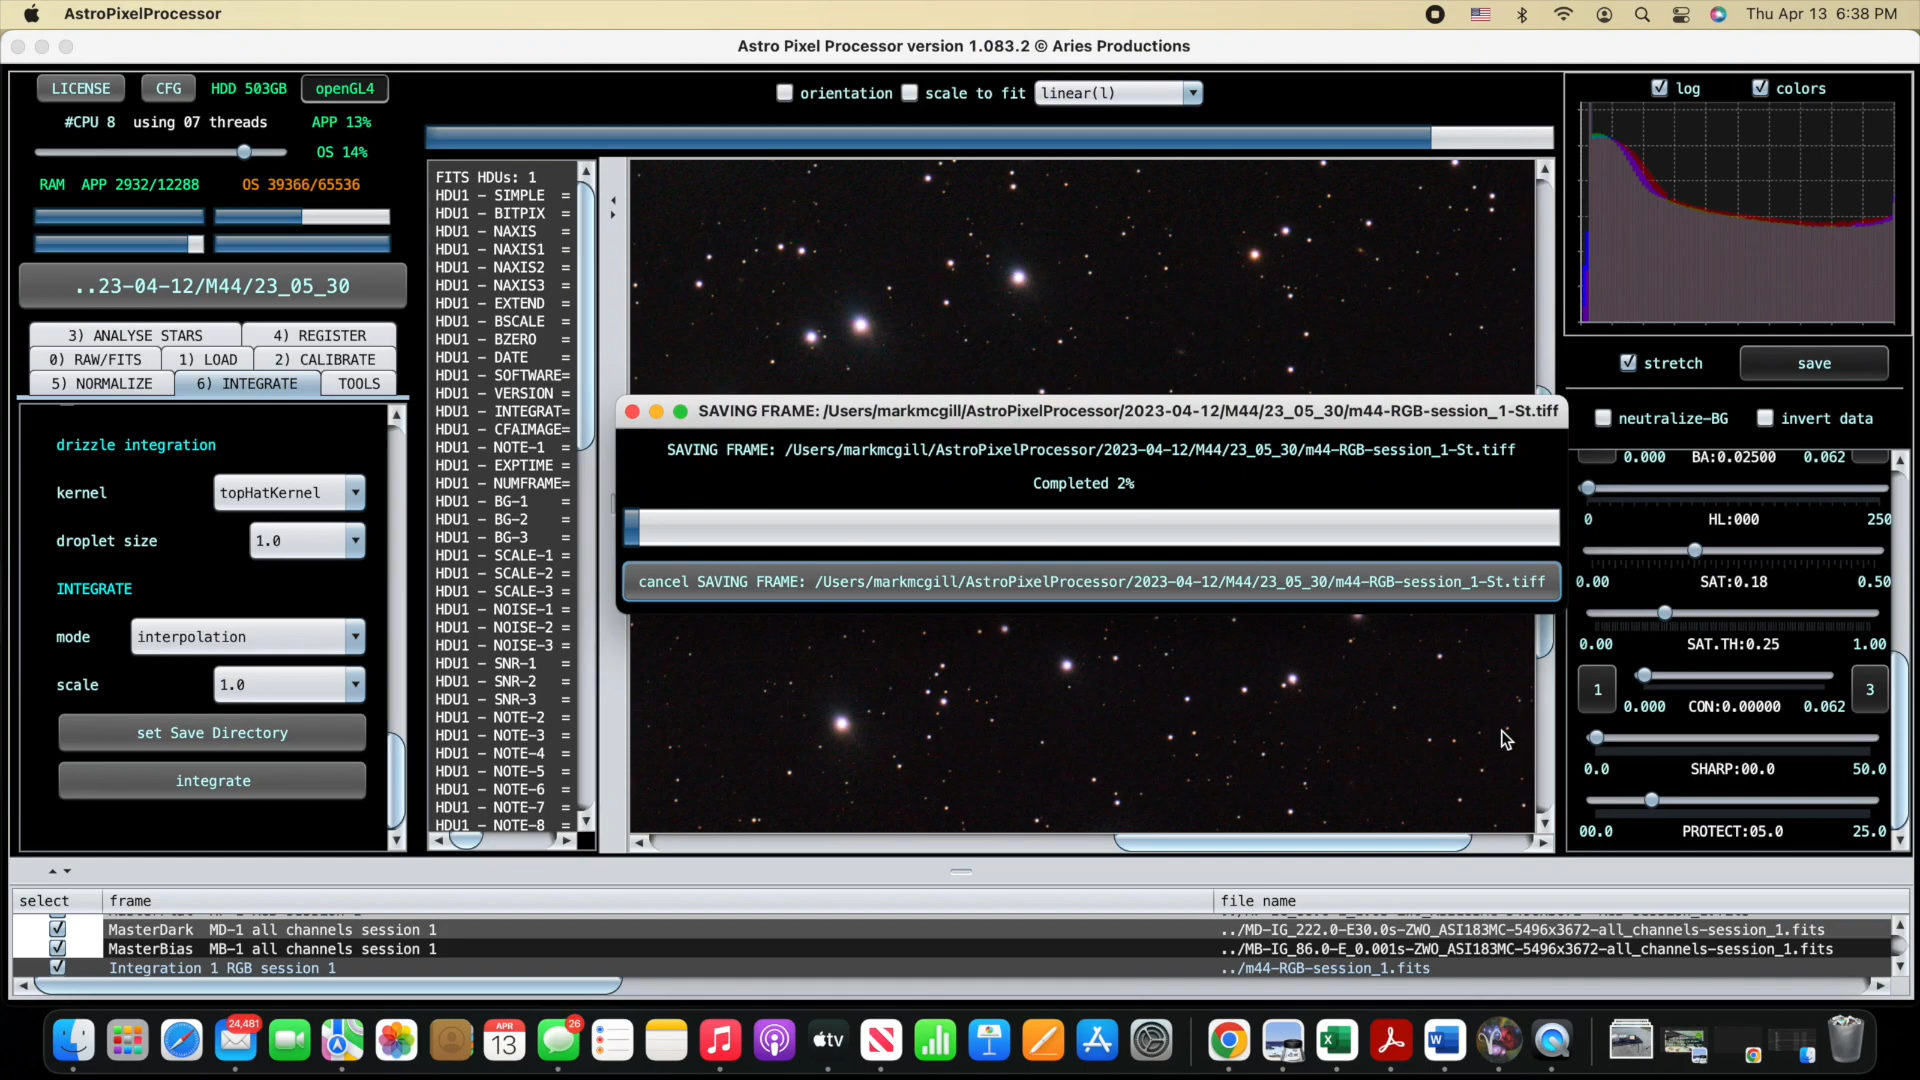 AstroPixelProcessor
Thu Apr 13 6:38 PM
Astro Pixel Processor version 1.083.2 © Aries Productions
LICENSE CFG HDD 503GB openGL4
#CPU 8 using 07 threads APP 13%
OS 14%
RAM APP 2932/12288 OS 39366/65536
..23-04-12/M44/23_05_30
3) ANALYSE STARS 4) REGISTER
0) RAW/FITS 1) LOAD 2) CALIBRATE
5) NORMALIZE 6) INTEGRATE TOOLS
drizzle integration
kernel topHatKernel
droplet size 1.0
INTEGRATE
mode interpolation
scale 1.0
set Save Directory
integrate
orientation scale to fit linear(l)
FITS HDUs: 1
HDU1 - SIMPLE =
HDU1 - BITPIX =
HDU1 - NAXIS =
HDU1 - NAXIS1 =
HDU1 - NAXIS2 =
HDU1 - NAXIS3 =
HDU1 - EXTEND =
HDU1 - BSCALE =
HDU1 - BZERO =
HDU1 - DATE =
HDU1 - SOFTWARE=
HDU1 - VERSION =
HDU1 - INTEGRAT=
HDU1 - CFAIMAGE=
HDU1 - NOTE-1 =
HDU1 - EXPTIME =
HDU1 - NUMFRAME=
HDU1 - BG-1 =
HDU1 - BG-2 =
HDU1 - BG-3 =
HDU1 - SCALE-1 =
HDU1 - SCALE-2 =
HDU1 - SCALE-3 =
HDU1 - NOISE-1 =
HDU1 - NOISE-2 =
HDU1 - NOISE-3 =
HDU1 - SNR-1 =
HDU1 - SNR-2 =
HDU1 - SNR-3 =
HDU1 - NOTE-2 =
HDU1 - NOTE-3 =
HDU1 - NOTE-4 =
HDU1 - NOTE-5 =
HDU1 - NOTE-6 =
HDU1 - NOTE-7 =
HDU1 - NOTE-8 =
SAVING FRAME: /Users/markmcgill/AstroPixelProcessor/2023-04-12/M44/23_05_30/m44-RGB-session_1-St.tiff
SAVING FRAME: /Users/markmcgill/AstroPixelProcessor/2023-04-12/M44/23_05_30/m44-RGB-session_1-St.tiff
Completed 2%
cancel SAVING FRAME: /Users/markmcgill/AstroPixelProcessor/2023-04-12/M44/23_05_30/m44-RGB-session_1-St.tiff
log colors
stretch save
neutralize-BG invert data
0.000 BA:0.02500 0.062
0 HL:000 250
0.00 SAT:0.18 0.50
0.00 SAT.TH:0.25 1.00
1 3
0.000 CON:0.00000 0.062
0.0 SHARP:00.0 50.0
00.0 PROTECT:05.0 25.0
select frame file name
MasterDark MD-1 all channels session 1 ../MD-IG_222.0-E30.0s-ZWO_ASI183MC-5496x3672-all_channels-session_1.fits
MasterBias MB-1 all channels session 1 ../MB-IG_86.0-E_0.001s-ZWO_ASI183MC-5496x3672-all_channels-session_1.fits
Integration 1 RGB session 1 ../m44-RGB-session_1.fits
24,481
APR
13
26
tv